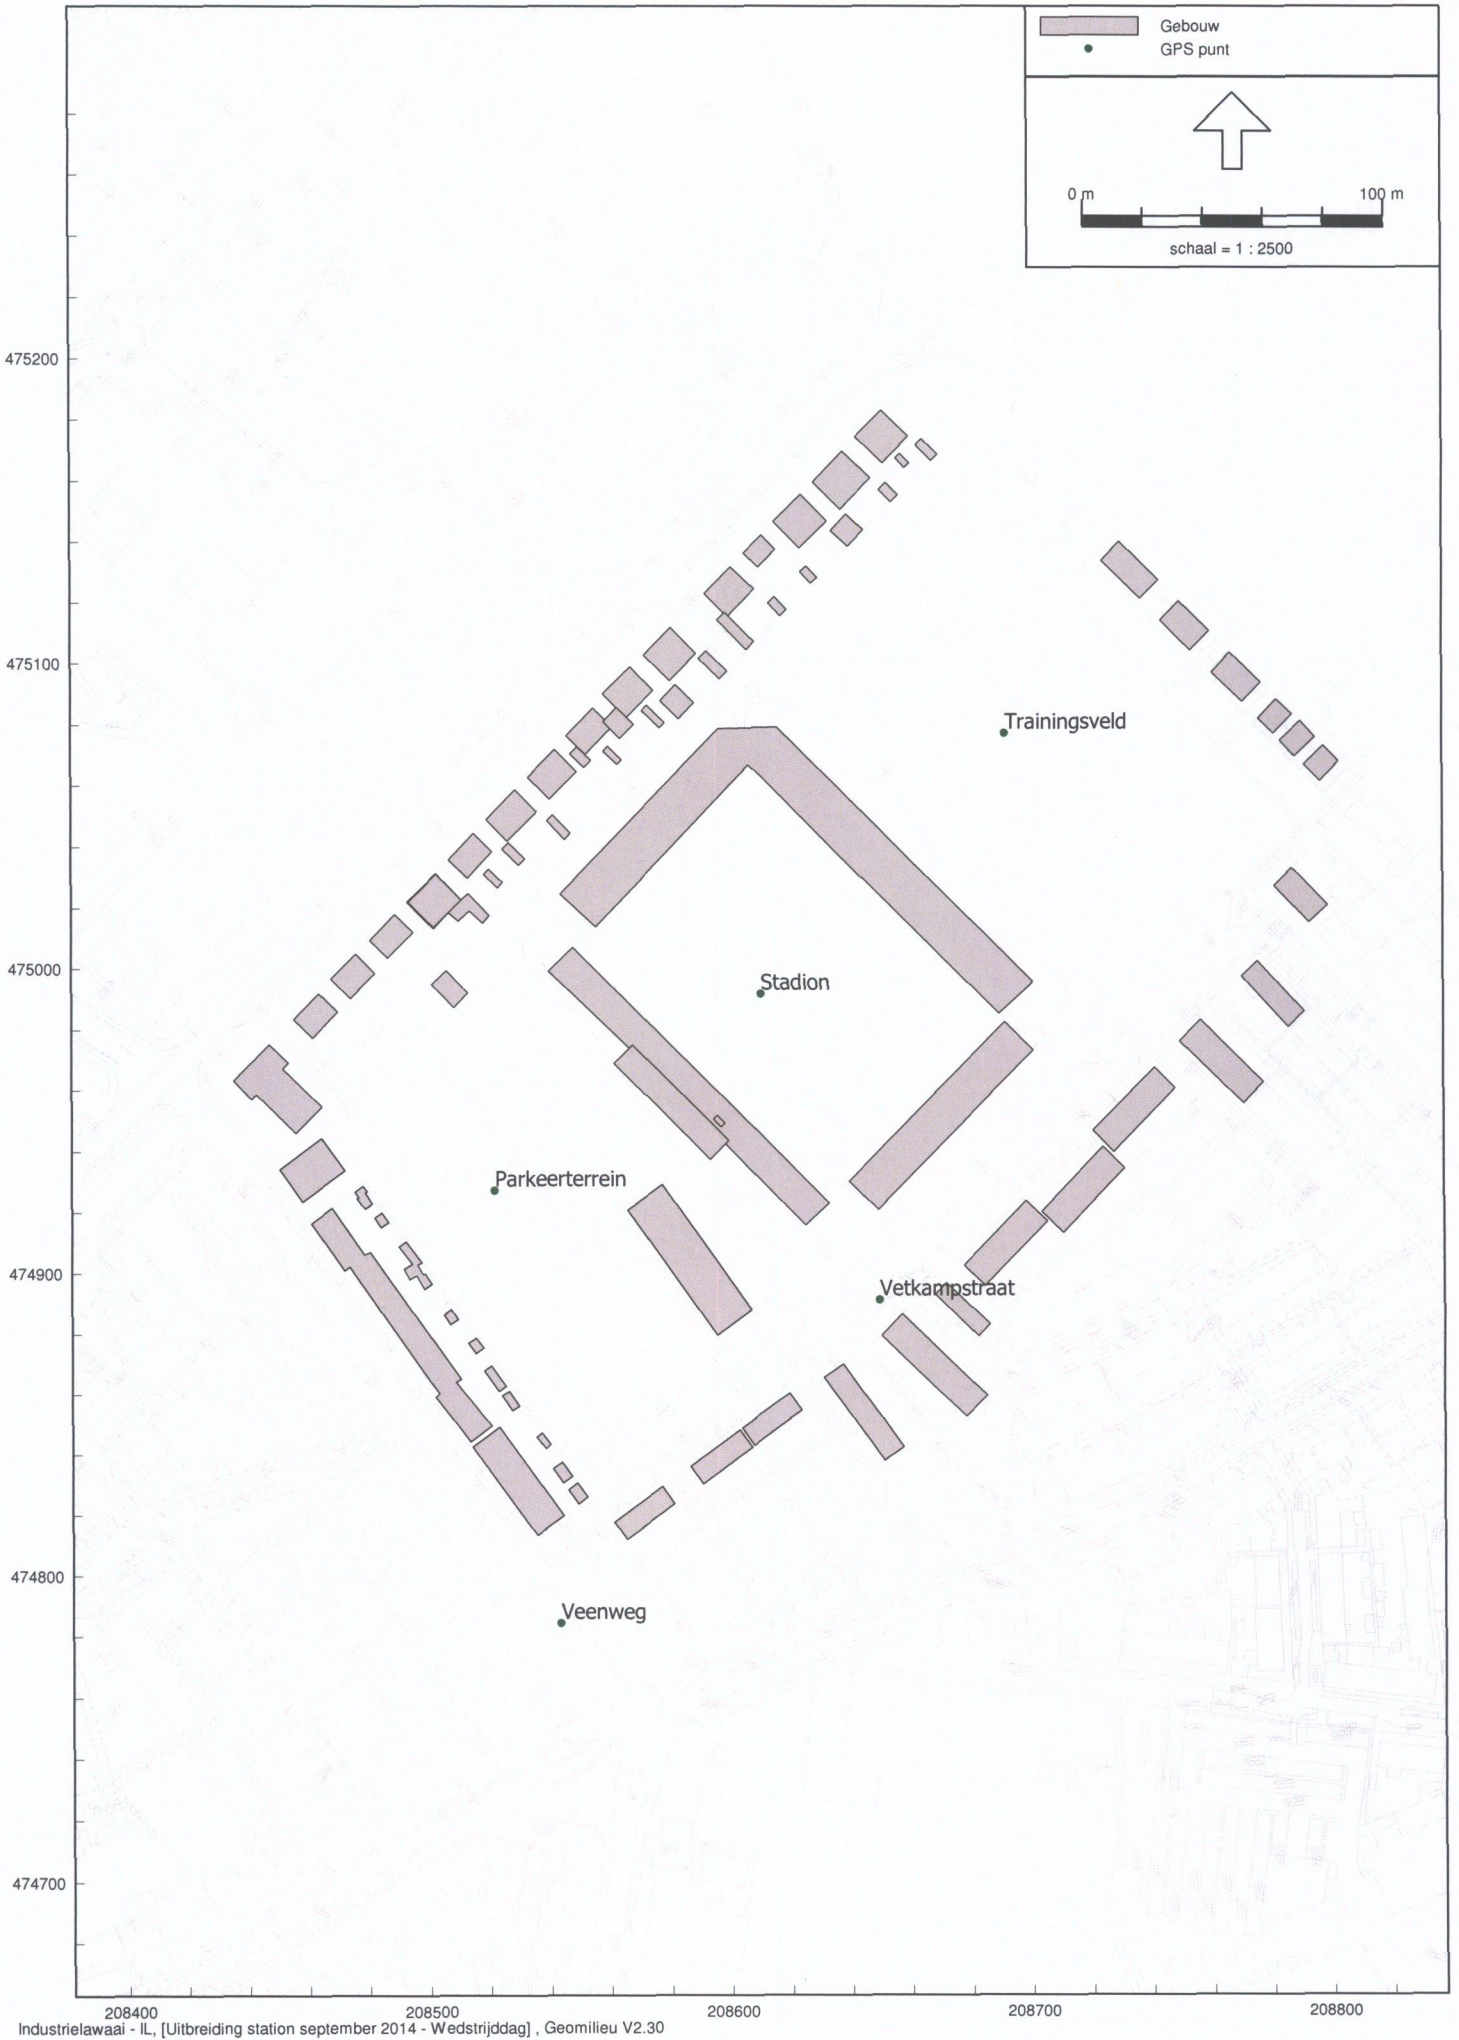 Gebouw
GPS punt
0 m 100 m
schaal = 1 : 2500
475200
475100
Trainingsveld
475000
Stadion
Parkeerterrein
474900
Vetkampstraat
474800
Veenweg
474700
208400 208500 208600 208700 208800
Industrielawaai - IL, [Uitbreiding station september 2014 - Wedstrijddag] , Geomilieu V2.30